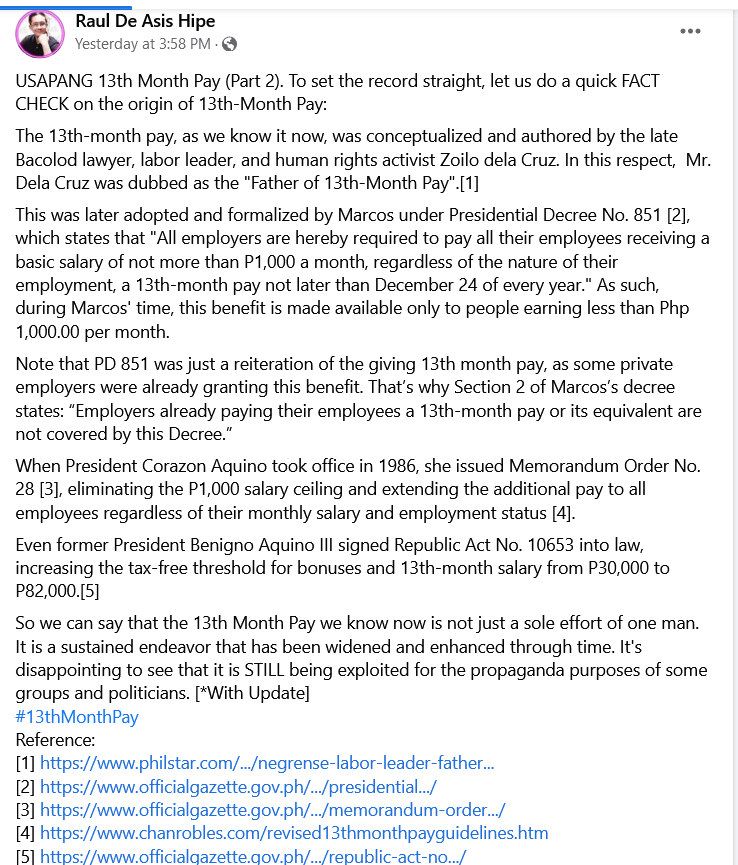 Raul De Asis Hipe
Yesterday at 3:58 PM ·
USAPANG 13th Month Pay (Part 2). To set the record straight, let us do a quick FACT
CHECK on the origin of 13th-Month Pay:
The 13th-month pay, as we know it now, was conceptualized and authored by the late
Bacolod lawyer, labor leader, and human rights activist Zoilo dela Cruz. In this respect,  Mr.
Dela Cruz was dubbed as the "Father of 13th-Month Pay".[1]
This was later adopted and formalized by Marcos under Presidential Decree No. 851 [2],
which states that "All employers are hereby required to pay all their employees receiving a
basic salary of not more than P1,000 a month, regardless of the nature of their
employment, a 13th-month pay not later than December 24 of every year." As such,
during Marcos' time, this benefit is made available only to people earning less than Php
1,000.00 per month.
Note that PD 851 was just a reiteration of the giving 13th month pay, as some private
employers were already granting this benefit. That’s why Section 2 of Marcos’s decree
states: “Employers already paying their employees a 13th-month pay or its equivalent are
not covered by this Decree.”
When President Corazon Aquino took office in 1986, she issued Memorandum Order No.
28 [3], eliminating the P1,000 salary ceiling and extending the additional pay to all
employees regardless of their monthly salary and employment status [4].
Even former President Benigno Aquino III signed Republic Act No. 10653 into law,
increasing the tax-free threshold for bonuses and 13th-month salary from P30,000 to
P82,000.[5]
So we can say that the 13th Month Pay we know now is not just a sole effort of one man.
It is a sustained endeavor that has been widened and enhanced through time. It's
disappointing to see that it is STILL being exploited for the propaganda purposes of some
groups and politicians. [*With Update]
#13thMonthPay
Reference:
[1] https://www.philstar.com/.../negrense-labor-leader-father...
[2] https://www.officialgazette.gov.ph/.../presidential.../
[3] https://www.officialgazette.gov.ph/.../memorandum-order.../
[4] https://www.chanrobles.com/revised13thmonthpayguidelines.htm
[5] https://www.officialgazette.gov.ph/.../republic-act-no.../